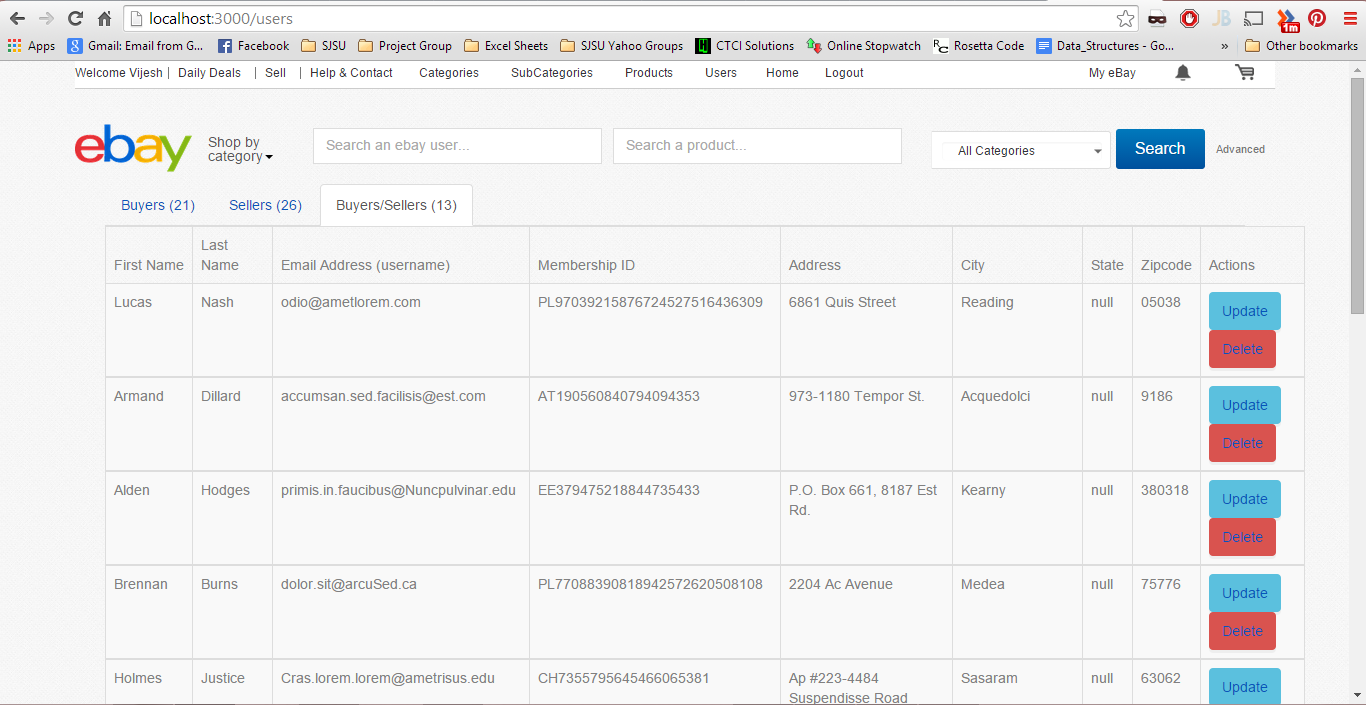 localhost:3000/users
1m
Apps Gmail: Email from G... Facebook SJSU Project Group Excel Sheets SJSU Yahoo Groups CTCI Solutions Online Stopwatch Rosetta Code Data_Structures - Go... » Other bookmarks
Welcome Vijesh | Daily Deals | Sell | Help & Contact Categories SubCategories Products Users Home Logout My eBay
ebay
Shop by
category
Search an ebay user...
Search a product...
All Categories
Search
Advanced
Buyers (21) Sellers (26) Buyers/Sellers (13)
First Name Last Name Email Address (username) Membership ID Address City State Zipcode Actions
Lucas Nash odio@ametlorem.com PL97039215876724527516436309 6861 Quis Street Reading null 05038 Update
Delete
Armand Dillard accumsan.sed.facilisis@est.com AT190560840794094353 973-1180 Tempor St. Acquedolci null 9186 Update
Delete
Alden Hodges primis.in.faucibus@Nuncpulvinar.edu EE379475218844735433 P.O. Box 661, 8187 Est Kearny null 380318 Update
Rd.
Delete
Brennan Burns dolor.sit@arcuSed.ca PL77088390818942572620508108 2204 Ac Avenue Medea null 75776 Update
Delete
Holmes Justice Cras.lorem.lorem@ametrisus.edu CH7355795645466065381 Ap #223-4484 Sasaram null 63062 Update
Suspendisse Road